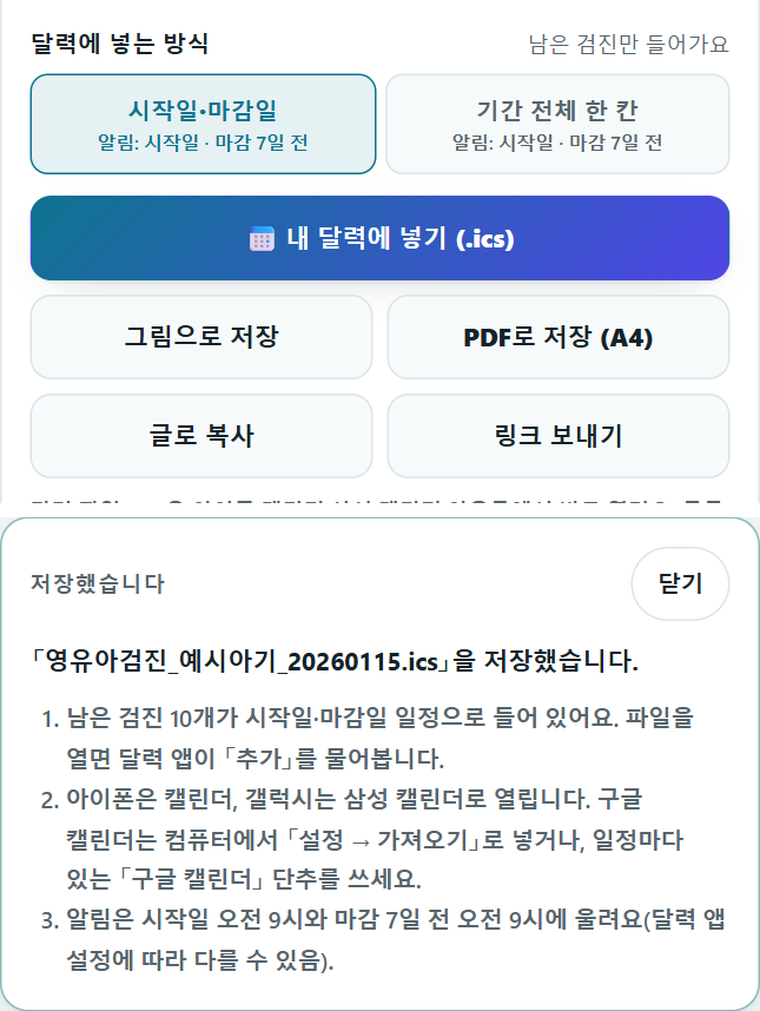 달력에 넣는 방식
남은 검진만 들어가요
시작일·마감일
알림: 시작일 · 마감 7일 전
기간 전체 한 칸
알림: 시작일 · 마감 7일 전
내 달력에 넣기 (.ics)
그림으로 저장
PDF로 저장 (A4)
글로 복사
링크 보내기
저장했습니다
닫기
「영유아검진_예시아기_20260115.ics」을 저장했습니다.
1. 남은 검진 10개가 시작일·마감일 일정으로 들어 있어요. 파일을
열면 달력 앱이 「추가」를 물어봅니다.
2. 아이폰은 캘린더, 갤럭시는 삼성 캘린더로 열립니다. 구글
캘린더는 컴퓨터에서 「설정 → 가져오기」로 넣거나, 일정마다
있는 「구글 캘린더」 단추를 쓰세요.
3. 알림은 시작일 오전 9시와 마감 7일 전 오전 9시에 울려요(달력 앱
설정에 따라 다를 수 있음).